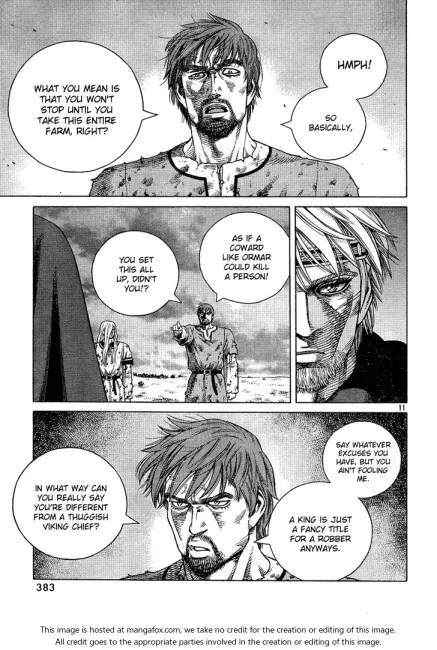 HMPH!
SO
BASICALLY,
WHAT YOU MEAN IS
THAT YOU WON'T
STOP UNTIL YOU
TAKE THIS ENTIRE
FARM, RIGHT?
AS IF A
COWARD
LIKE ORMAR
COULD KILL
A PERSON!
YOU SET
THIS ALL
UP, DIDN'T
YOU!?
11
SAY WHATEVER
EXCUSES YOU
HAVE, BUT YOU
AIN'T FOOLING
ME.
A KING IS JUST
A FANCY TITLE
FOR A ROBBER
ANYWAYS.
IN WHAT WAY CAN
YOU REALLY SAY
YOU'RE DIFFERENT
FROM A THUGGISH
VIKING CHIEF?
383
This image is hosted at mangafox.com, we take no credit for the creation or editing of this image.
All credit goes to the appropriate parties involved in the creation or editing of this image.